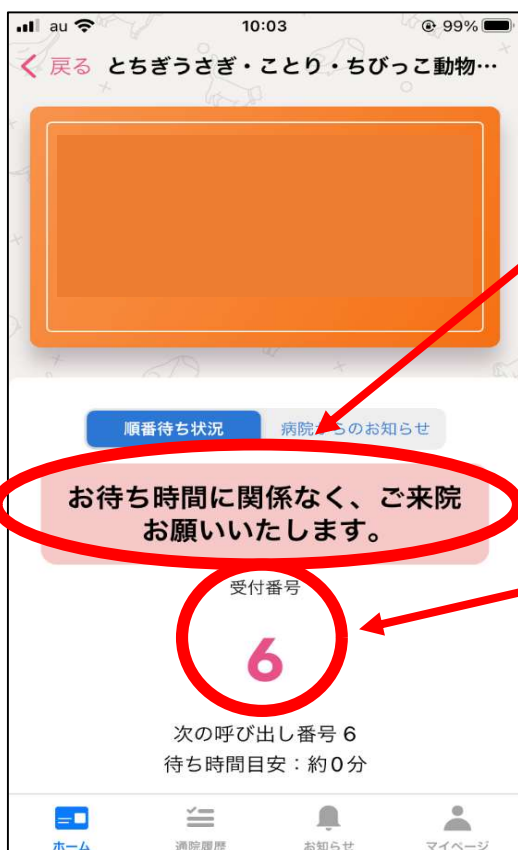 au 10:03 99%
戻る とちぎうさぎ・ことり・ちびっこ動物…
順番待ち状況 病院からのお知らせ
お待ち時間に関係なく、ご来院
お願いいたします。
受付番号
6
次の呼び出し番号 6
待ち時間目安：約0分
ホーム 通院履歴 お知らせ マイページ